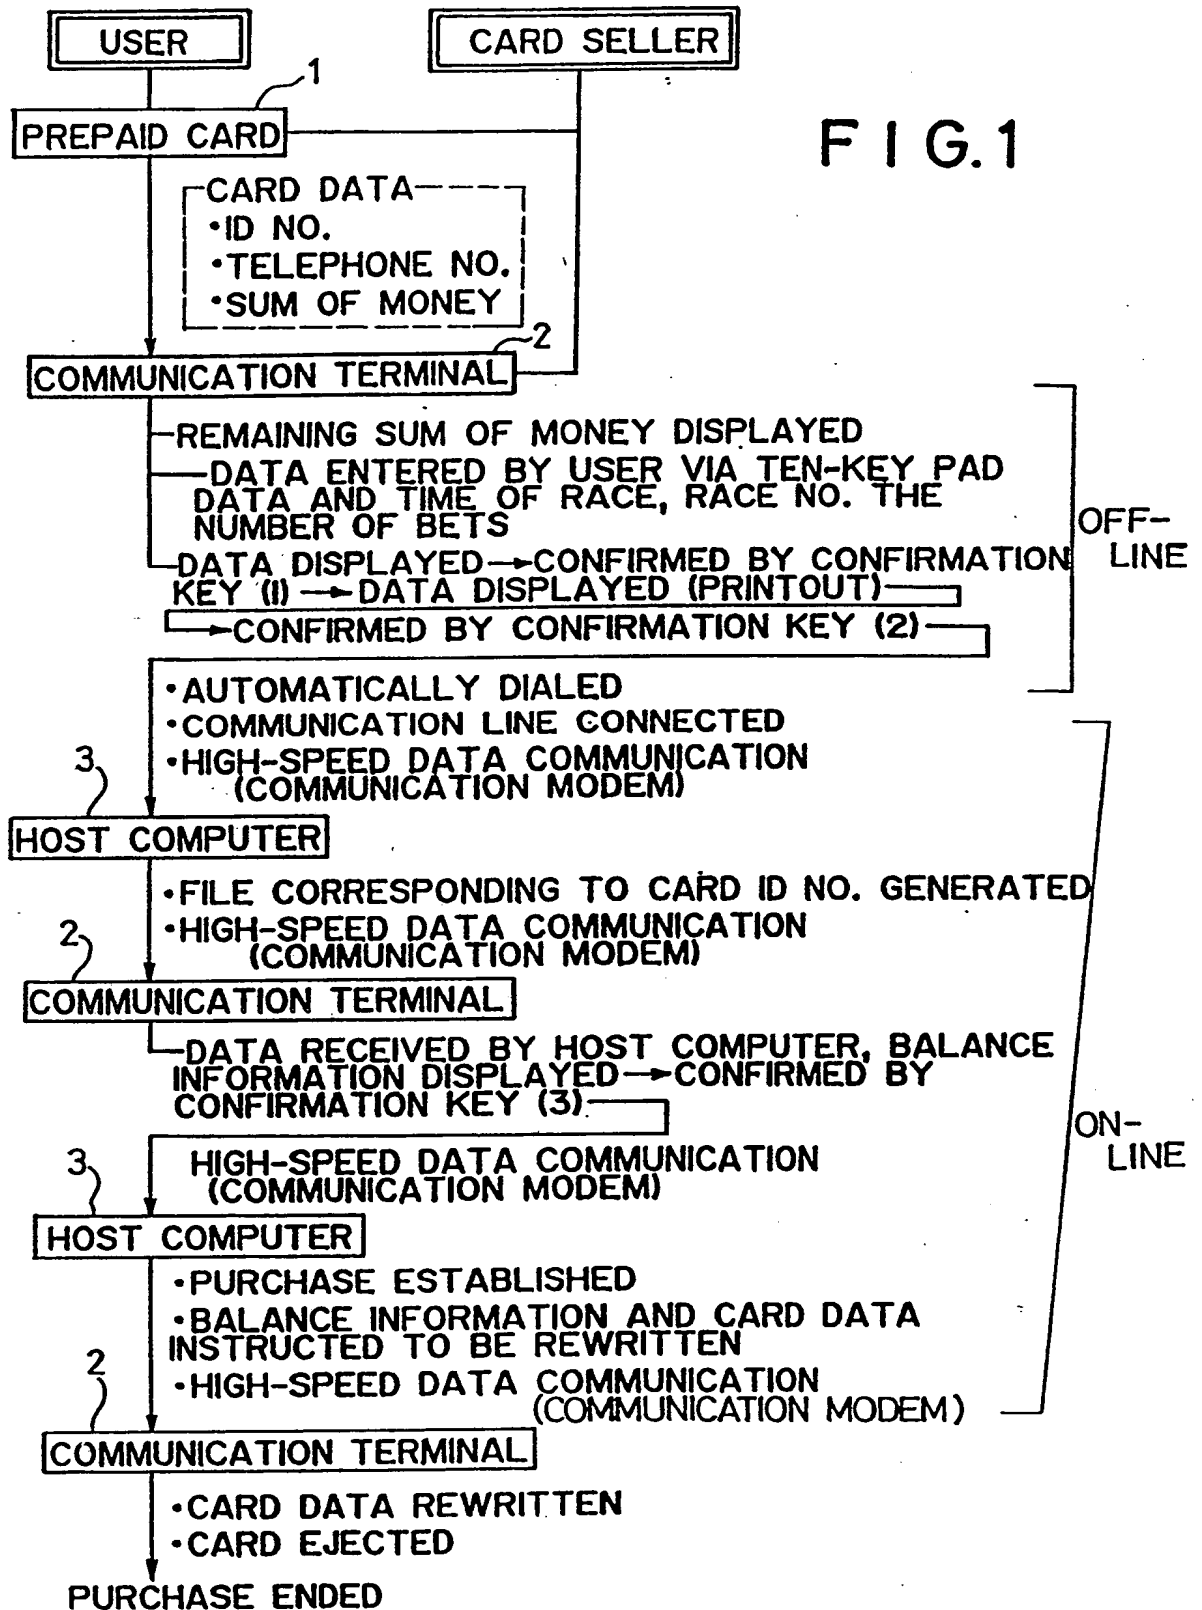 USER
CARD SELLER
1
PREPAID CARD
FIG.1
CARD DATA
•ID NO.
•TELEPHONE NO.
•SUM OF MONEY
2
COMMUNICATION TERMINAL
REMAINING SUM OF MONEY DISPLAYED
DATA ENTERED BY USER VIA TEN-KEY PAD
DATA AND TIME OF RACE, RACE NO. THE
NUMBER OF BETS
OFF-
LINE
DATA DISPLAYED→CONFIRMED BY CONFIRMATION
KEY (1)→DATA DISPLAYED (PRINTOUT)
→CONFIRMED BY CONFIRMATION KEY (2)
•AUTOMATICALLY DIALED
•COMMUNICATION LINE CONNECTED
•HIGH-SPEED DATA COMMUNICATION
(COMMUNICATION MODEM)
3
HOST COMPUTER
•FILE CORRESPONDING TO CARD ID NO. GENERATED
•HIGH-SPEED DATA COMMUNICATION
(COMMUNICATION MODEM)
2
COMMUNICATION TERMINAL
DATA RECEIVED BY HOST COMPUTER, BALANCE
INFORMATION DISPLAYED→CONFIRMED BY
CONFIRMATION KEY (3)
ON-
LINE
HIGH-SPEED DATA COMMUNICATION
(COMMUNICATION MODEM)
3
HOST COMPUTER
•PURCHASE ESTABLISHED
•BALANCE INFORMATION AND CARD DATA
INSTRUCTED TO BE REWRITTEN
•HIGH-SPEED DATA COMMUNICATION
(COMMUNICATION MODEM)
2
COMMUNICATION TERMINAL
•CARD DATA REWRITTEN
•CARD EJECTED
PURCHASE ENDED